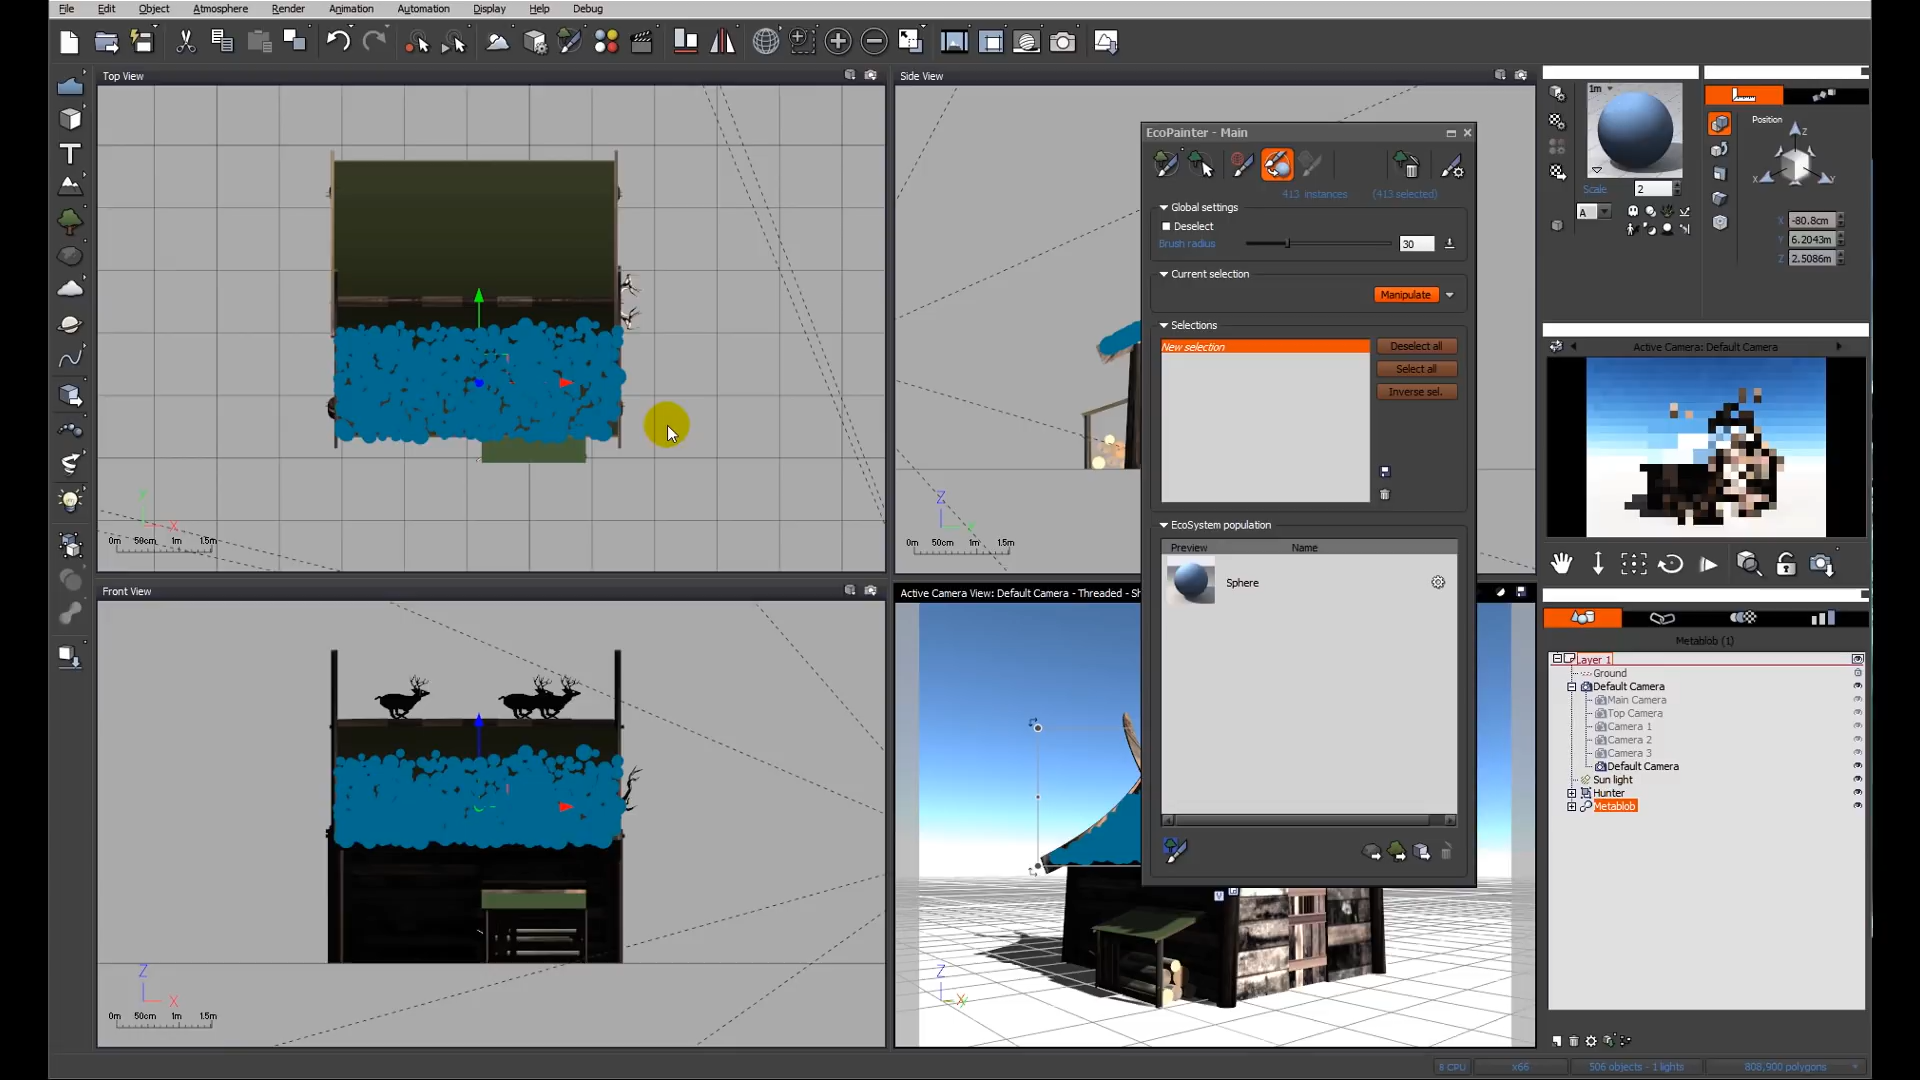 File Edit Object Atmosphere Render Animation Automation Display Help Debug
Top View
Side View
EcoPainter - Main
1m
Position
Z
X
Y
413 instances (413 selected)
Scale 2
A
Global settings
Deselect
Brush radius 30
X -80.8cm
Y 6.2043m
Z 2.5086m
Current selection
Manipulate
Selections
New selection
Deselect all
Select all
Inverse sel.
Active Camera: Default Camera
Y
X
0m 50cm 1m 1.5m
Z
Y
0m 50cm 1m 1.5m
EcoSystem population
Preview Name
Sphere
Front View
Active Camera View: Default Camera - Threaded - Sh
Metablob (1)
Layer 1
Ground
Default Camera
Main Camera
Top Camera
Camera 1
Camera 2
Camera 3
Default Camera
Sun light
Hunter
Metablob
Z
X
0m 50cm 1m 1.5m
Z
X
8 CPU x66 506 objects - 1 lights 808,900 polygons